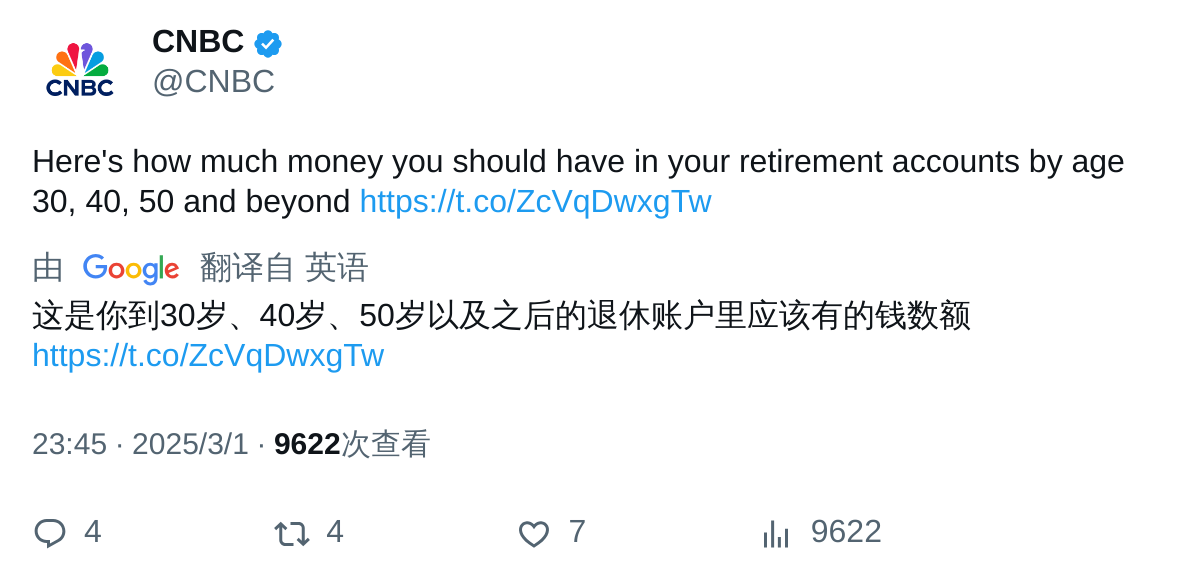 CNBC
CNBC
@CNBC
Here's how much money you should have in your retirement accounts by age
30, 40, 50 and beyond https://t.co/ZcVqDwxgTw
由 Google 翻译自 英语
这是你到30岁、40岁、50岁以及之后的退休账户里应该有的钱数额
https://t.co/ZcVqDwxgTw
23:45 · 2025/3/1 · 9622次查看
4 4 7 9622